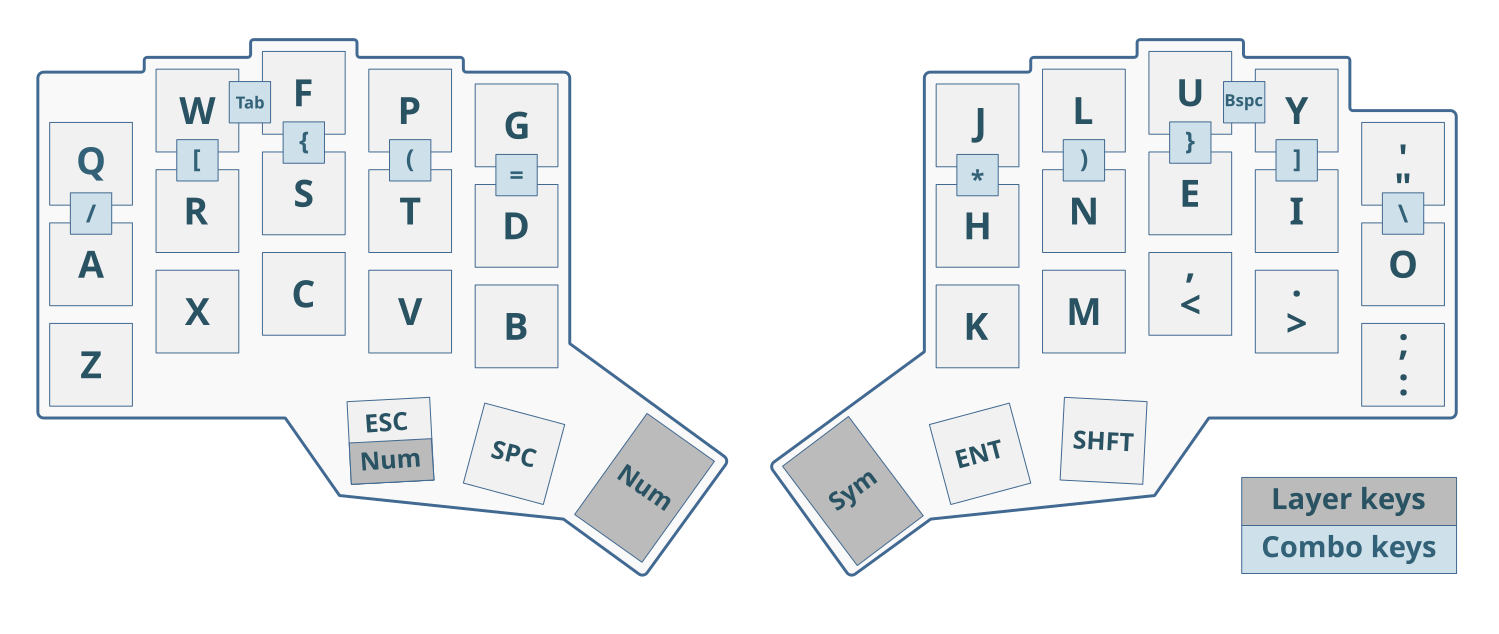 Q
W
Tab
F
P
G
/
[
{
(
=
A
R
S
T
D
Z
X
C
V
B
ESC
Num
SPC
Num
J
L
U
Bspc
Y
'
"
*
)
}
]
\
H
N
E
I
O
K
M
,
<
.
>
;
:
Sym
ENT
SHFT
Layer keys
Combo keys